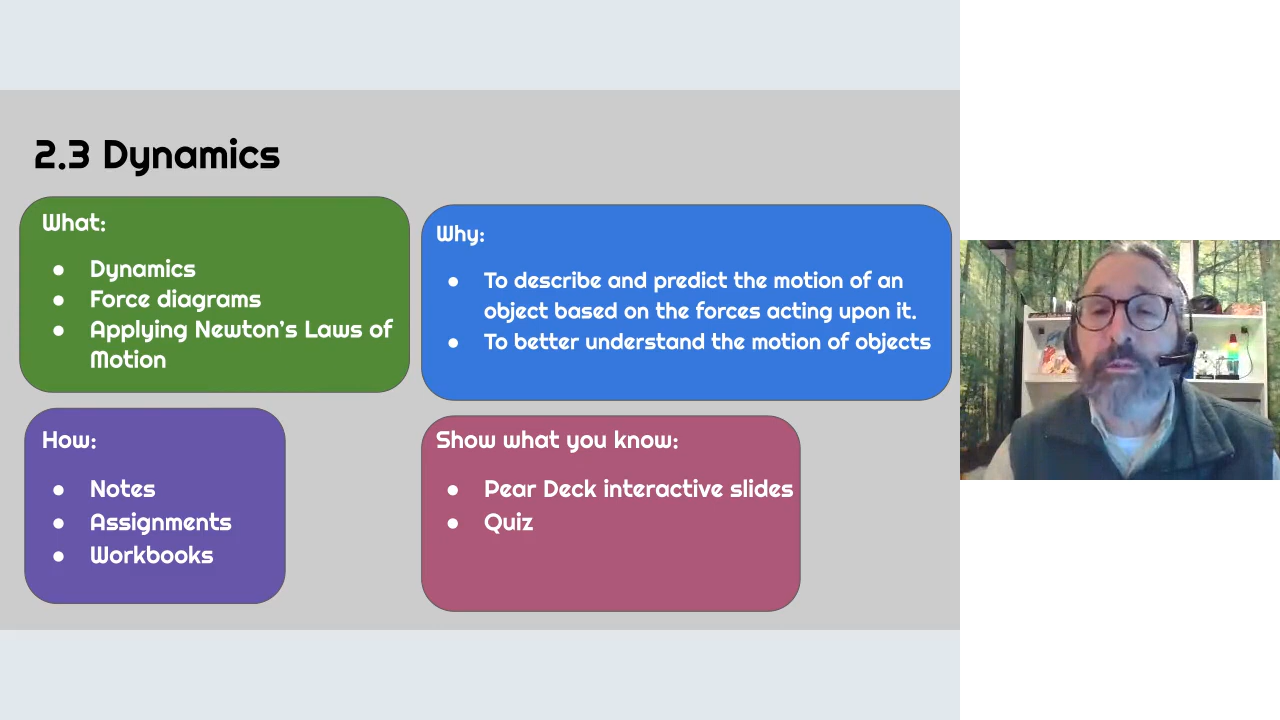 2.3 Dynamics
What:
● Dynamics
● Force diagrams
● Applying Newton's Laws of
Motion
Why:
● To describe and predict the motion of an
object based on the forces acting upon it.
● To better understand the motion of objects
How:
● Notes
● Assignments
● Workbooks
Show what you know:
● Pear Deck interactive slides
● Quiz